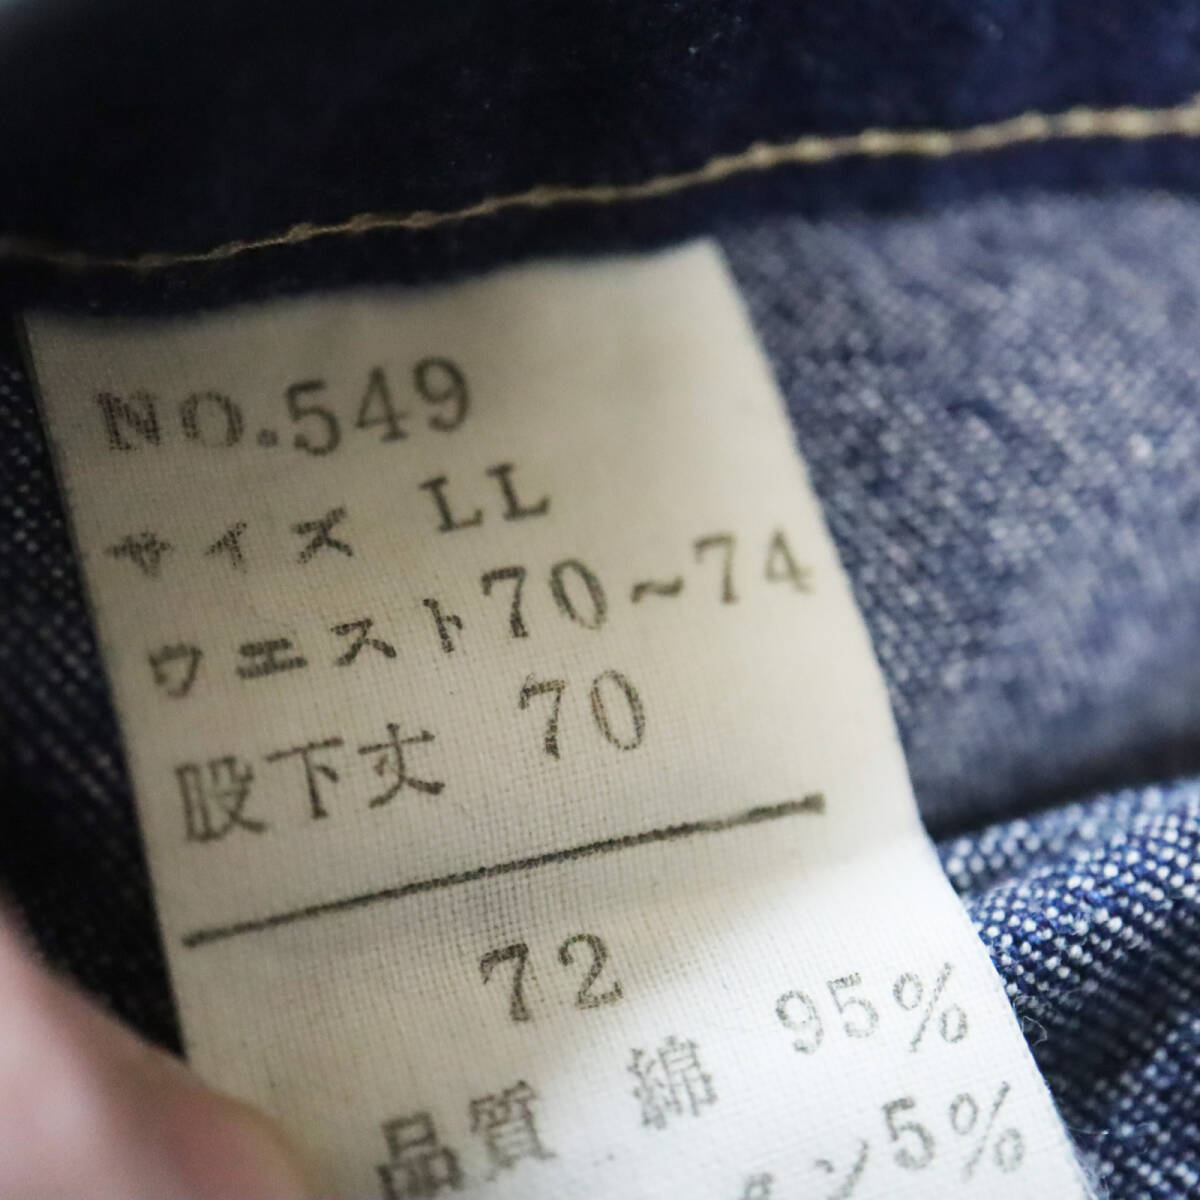 NO.549
サイズ LL
ウエスト70~74
股下丈 70
72
品質 綿 95%
ン5%